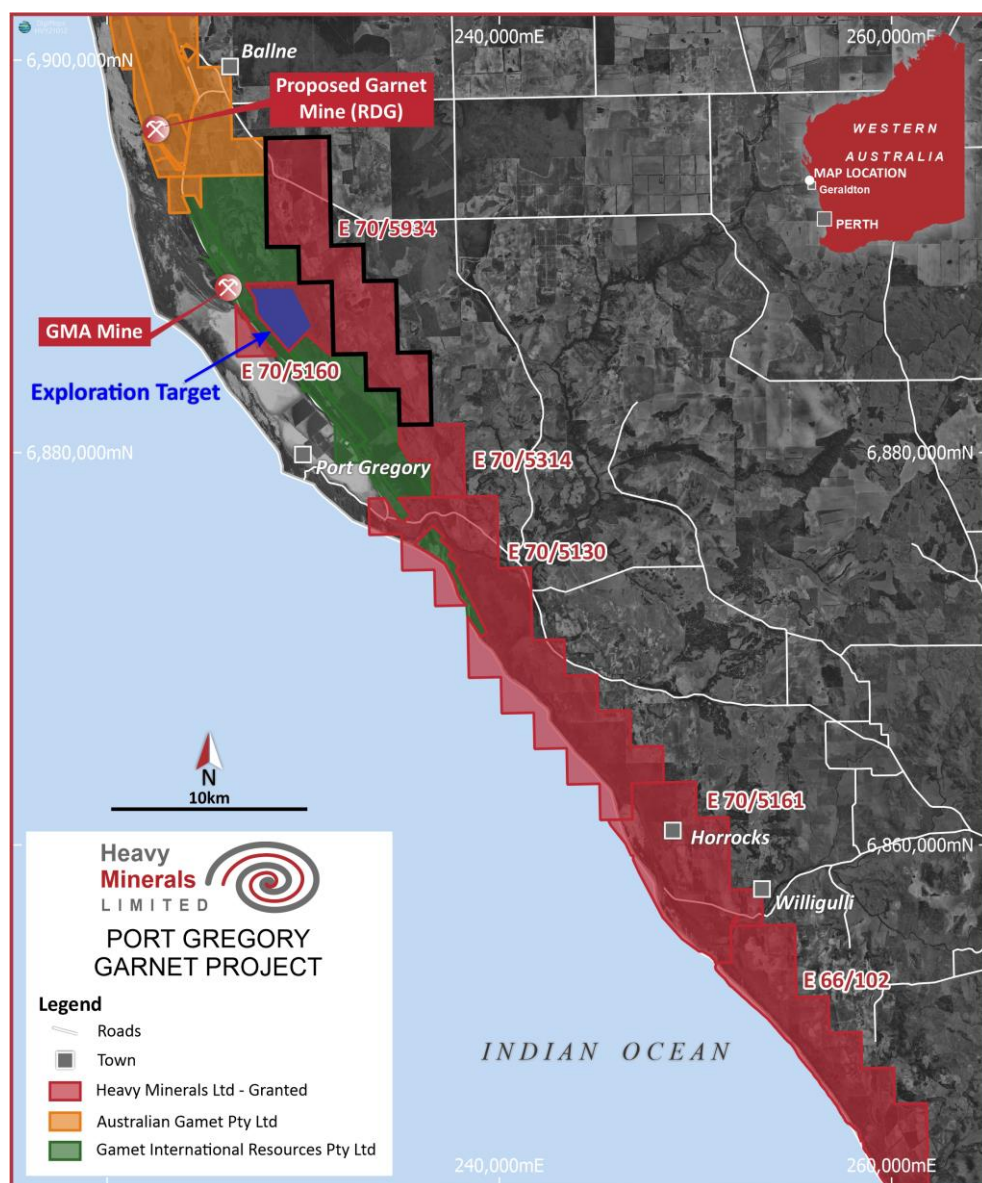 240,000mE
260,000mE
6,900,000mN
Ballne
Proposed Garnet
Mine (RDG)
WESTERN
AUSTRALIA
MAP LOCATION
Geraldton
PERTH
E 70/5934
GMA Mine
E 70/5160
Exploration Target
6,880,000mN
6,880,000mN
Port Gregory
E 70/5314
E 70/5130
N
10km
E 70/5161
Horrocks
6,860,000mN
Willigulli
E 66/102
Heavy
Minerals
LIMITED
PORT GREGORY
GARNET PROJECT
Legend
Roads
Town
Heavy Minerals Ltd - Granted
Australian Gamet Pty Ltd
Gamet International Resources Pty Ltd
INDIAN OCEAN
240,000mE
260,000mE